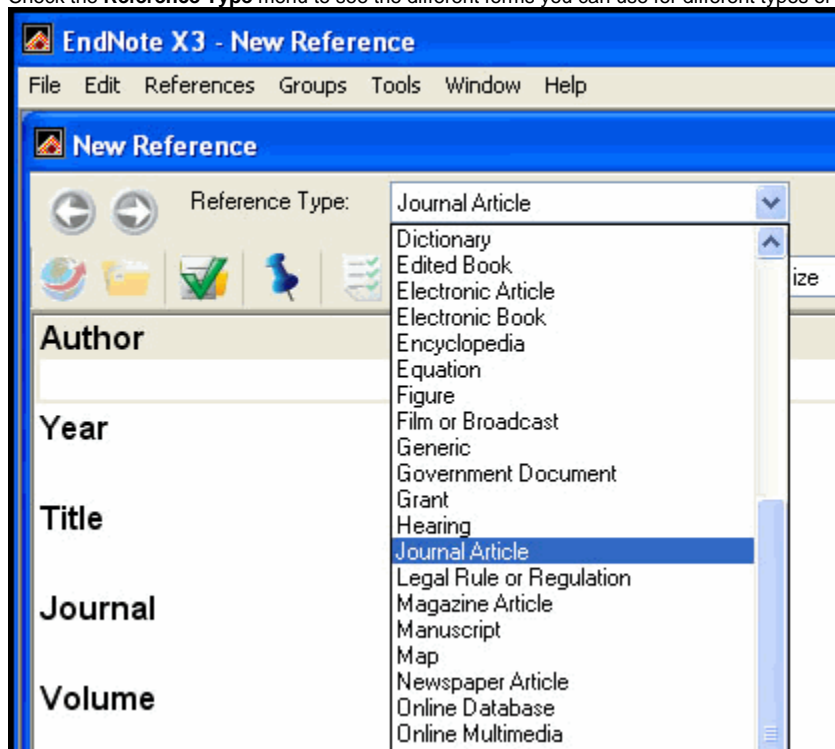 Check the Reference Type menu to see the different forms you can use for different types of
EndNote X3 - New Reference
File Edit References Groups Tools Window Help
New Reference
Reference Type: Journal Article
Dictionary
Edited Book
ize
Electronic Article
Electronic Book
Author
Encyclopedia
Equation
Figure
Year
Film or Broadcast
Generic
Government Document
Grant
Title
Hearing
Journal Article
Legal Rule or Regulation
Journal
Magazine Article
Manuscript
Map
Newspaper Article
Volume
Online Database
Online Multimedia